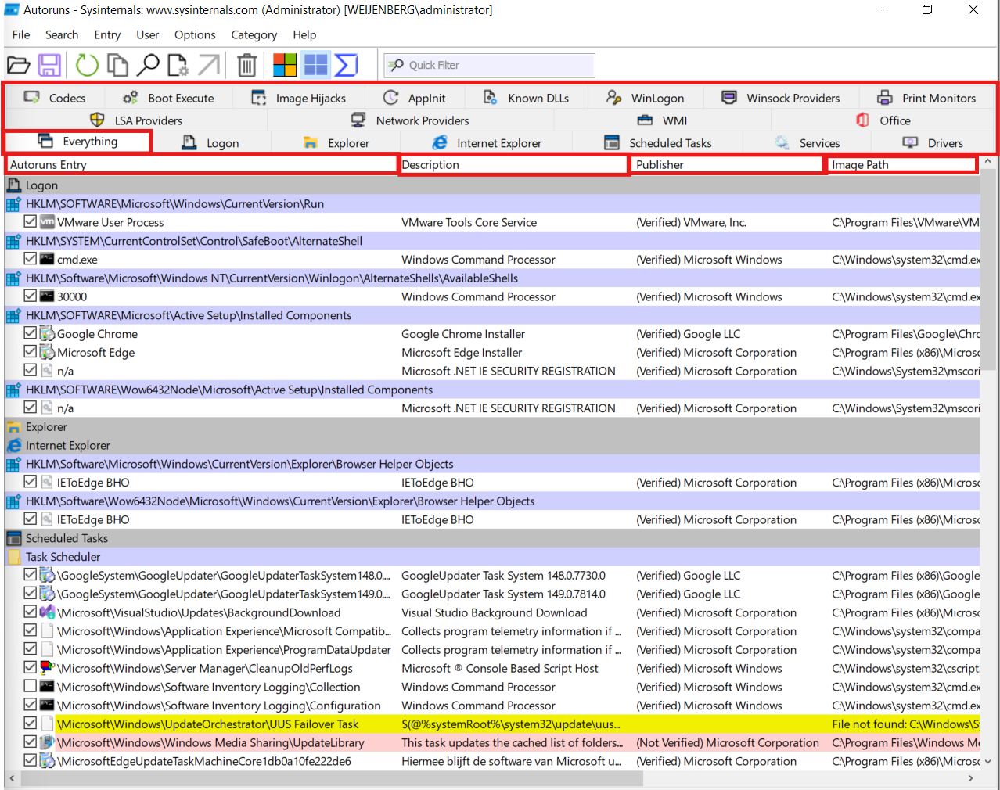 Autoruns - Sysinternals: www.sysinternals.com (Administrator) [WEIJENBERG\administrator]
File Search Entry User Options Category Help
Quick Filter
Codecs Boot Execute Image Hijacks AppInit Known DLLs WinLogon Winsock Providers Print Monitors
LSA Providers Network Providers WMI Office
Everything Logon Explorer Internet Explorer Scheduled Tasks Services Drivers
Autoruns Entry Description Publisher Image Path
Logon
HKLM\SOFTWARE\Microsoft\Windows\CurrentVersion\Run
vm VMware User Process VMware Tools Core Service (Verified) VMware, Inc. C:\Program Files\VMware\VM
HKLM\SYSTEM\CurrentControlSet\Control\SafeBoot\AlternateShell
cmd.exe Windows Command Processor (Verified) Microsoft Windows C:\Windows\system32\cmd.ex
HKLM\Software\Microsoft\Windows NT\CurrentVersion\Winlogon\AlternateShells\AvailableShells
30000 Windows Command Processor (Verified) Microsoft Windows C:\Windows\system32\cmd.ex
HKLM\SOFTWARE\Microsoft\Active Setup\Installed Components
Google Chrome Google Chrome Installer (Verified) Google LLC C:\Program Files\Google\Chro
Microsoft Edge Microsoft Edge Installer (Verified) Microsoft Corporation C:\Program Files (x86)\Microso
n/a Microsoft .NET IE SECURITY REGISTRATION (Verified) Microsoft Corporation C:\Windows\System32\mscori
HKLM\SOFTWARE\Wow6432Node\Microsoft\Active Setup\Installed Components
n/a Microsoft .NET IE SECURITY REGISTRATION (Verified) Microsoft Corporation C:\Windows\System32\mscori
Explorer
Internet Explorer
HKLM\Software\Microsoft\Windows\CurrentVersion\Explorer\Browser Helper Objects
IEToEdge BHO IEToEdge BHO (Verified) Microsoft Corporation C:\Program Files (x86)\Microso
HKLM\Software\Wow6432Node\Microsoft\Windows\CurrentVersion\Explorer\Browser Helper Objects
IEToEdge BHO IEToEdge BHO (Verified) Microsoft Corporation C:\Program Files (x86)\Microso
Scheduled Tasks
Task Scheduler
\GoogleSystem\GoogleUpdater\GoogleUpdaterTaskSystem148.0.... GoogleUpdater Task System 148.0.7730.0 (Verified) Google LLC C:\Program Files (x86)\Google
\GoogleSystem\GoogleUpdater\GoogleUpdaterTaskSystem149.0.... GoogleUpdater Task System 149.0.7814.0 (Verified) Google LLC C:\Program Files (x86)\Google
\Microsoft\VisualStudio\Updates\BackgroundDownload Visual Studio Background Download (Verified) Microsoft Corporation C:\Program Files (x86)\Microso
\Microsoft\Windows\Application Experience\Microsoft Compatib... Collects program telemetry information if ... (Verified) Microsoft Corporation C:\Windows\system32\compa
\Microsoft\Windows\Application Experience\ProgramDataUpdater Collects program telemetry information if ... (Verified) Microsoft Corporation C:\Windows\system32\compa
\Microsoft\Windows\Server Manager\CleanupOldPerfLogs Microsoft ® Console Based Script Host (Verified) Microsoft Windows C:\Windows\system32\cscript.
\Microsoft\Windows\Software Inventory Logging\Collection Windows Command Processor (Verified) Microsoft Windows C:\Windows\system32\cmd.ex
\Microsoft\Windows\Software Inventory Logging\Configuration Windows Command Processor (Verified) Microsoft Windows C:\Windows\system32\cmd.ex
\Microsoft\Windows\UpdateOrchestrator\UUS Failover Task $(@%systemRoot%\system32\update\uus... File not found: C:\Windows\S
\Microsoft\Windows\Windows Media Sharing\UpdateLibrary This task updates the cached list of folders... (Not Verified) Microsoft Corporation C:\Program Files\Windows Me
\MicrosoftEdgeUpdateTaskMachineCore1db0a10fe222de6 Hiermee blijft de software van Microsoft u... (Verified) Microsoft Corporation C:\Program Files (x86)\Microso